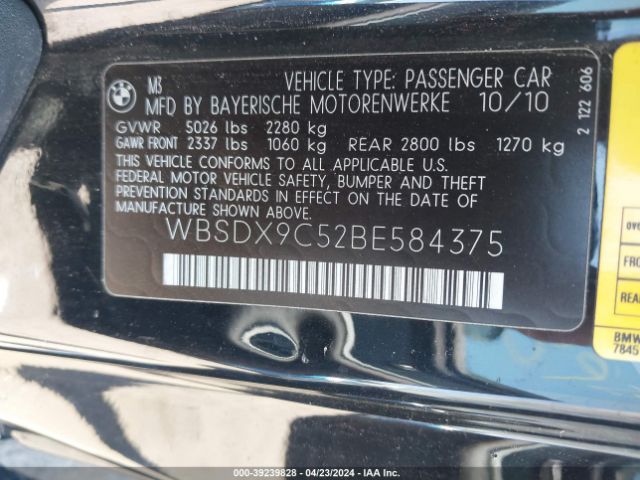 BMW
M3 VEHICLE TYPE: PASSENGER CAR
MFD BY BAYERISCHE MOTORENWERKE 10/10
GVWR 5026 lbs 2280 kg
GAWR FRONT 2337 lbs 1060 kg REAR 2800 lbs 1270 kg
THIS VEHICLE CONFORMS TO ALL APPLICABLE U.S.
FEDERAL MOTOR VEHICLE SAFETY, BUMPER AND THEFT
PREVENTION STANDARDS IN EFFECT ON THE DATE OF
MANUFACTURE SHOWN ABOVE.
WBSDX9C52BE584375
2 122 606
FRO
REA
BMW
7845
000-39239828 - 04/23/2024 - IAA Inc.